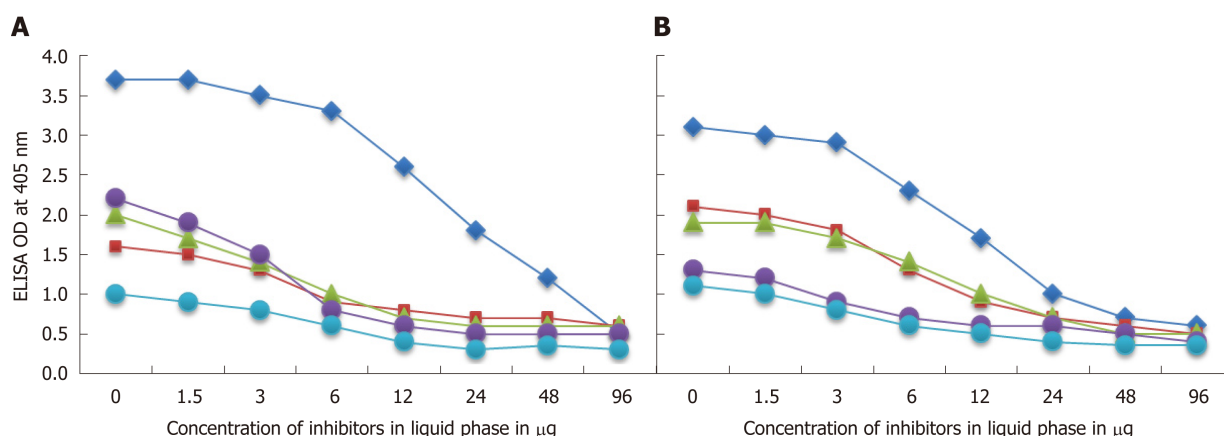 A
B
ELISA OD at 405 nm
4.0
3.5
3.0
2.5
2.0
1.5
1.0
0.5
0.0
0 1.5 3 6 12 24 48 96
0 1.5 3 6 12 24 48 96
Concentration of inhibitors in liquid phase in μg
Concentration of inhibitors in liquid phase in μg